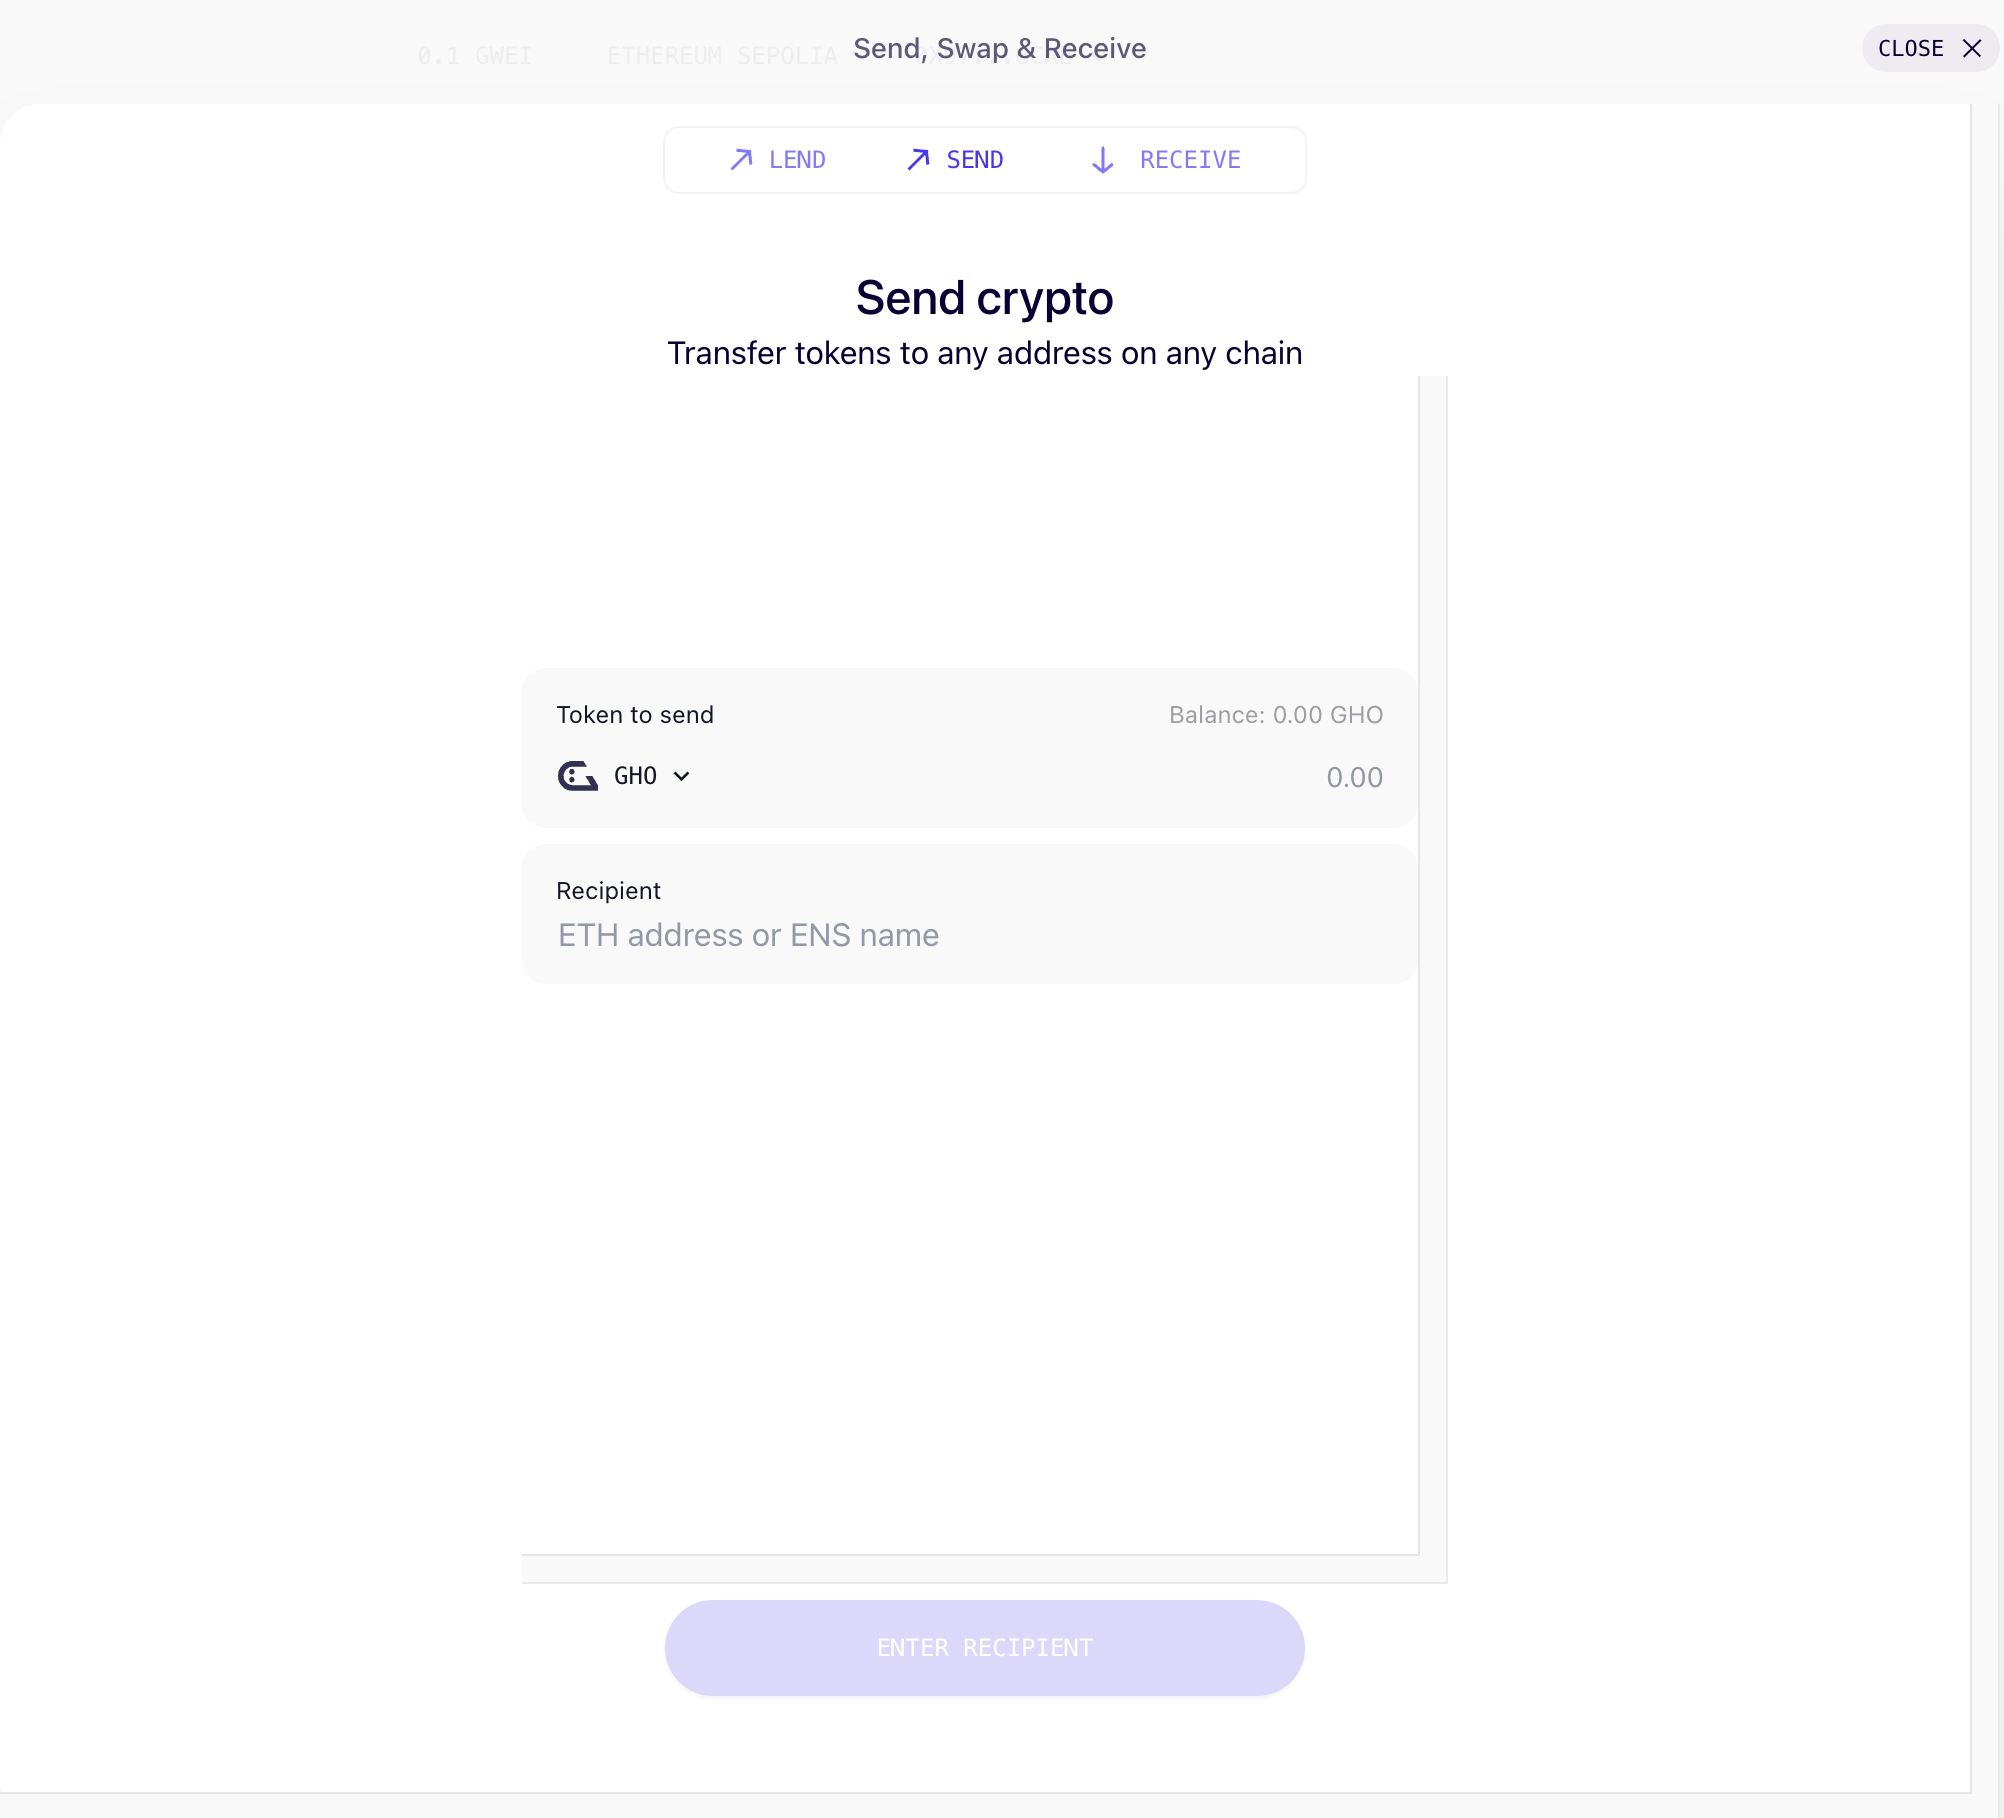 0.1 GWEI
ETHEREUM SEPOLIA
Send, Swap & Receive
CLOSE
LEND
SEND
RECEIVE
Send crypto
Transfer tokens to any address on any chain
Token to send
Balance: 0.00 GHO
GHO
0.00
Recipient
ETH address or ENS name
ENTER RECIPIENT